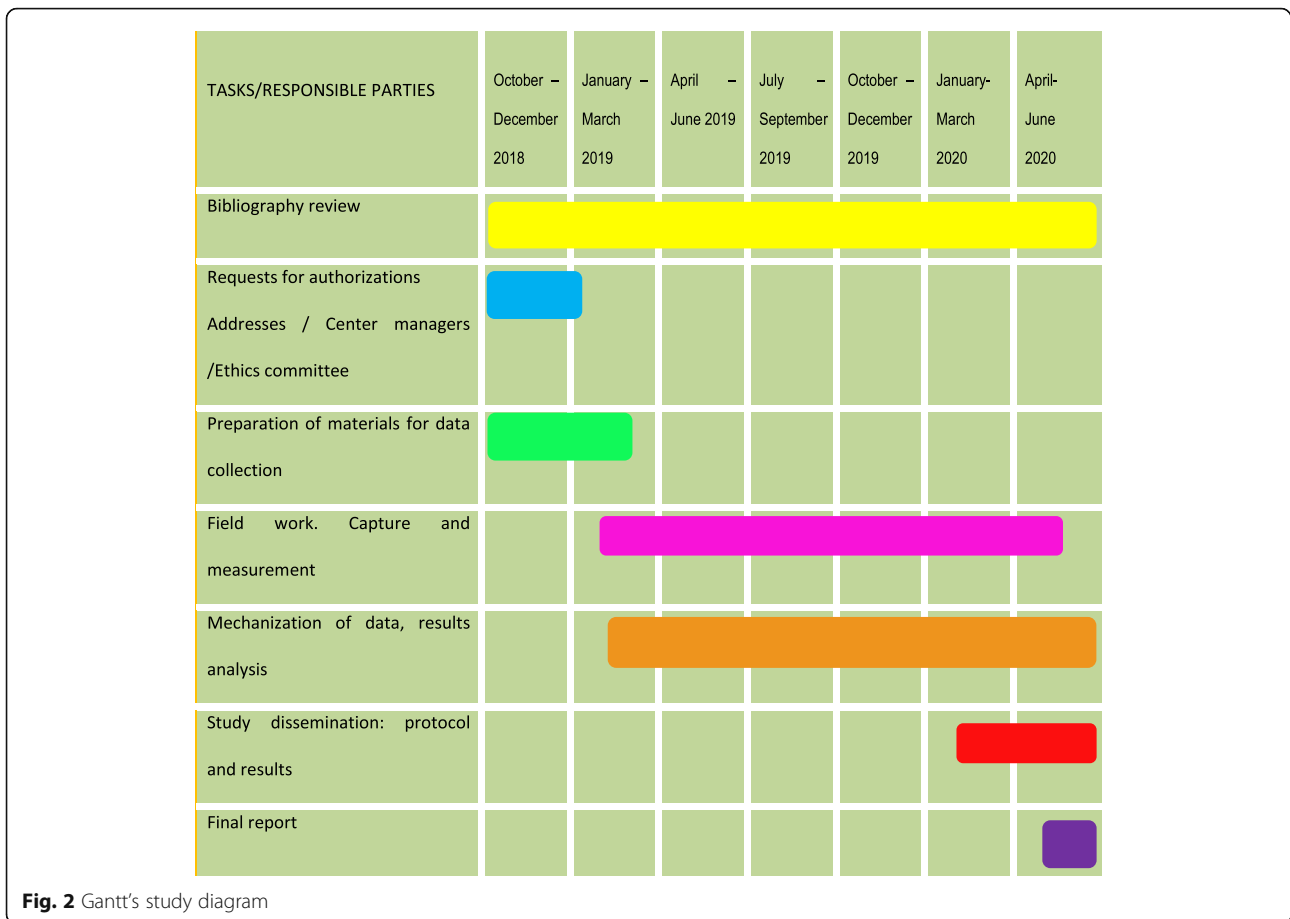 TASKS/RESPONSIBLE PARTIES
October –
December
2018
January –
March
2019
April –
June 2019
July –
September
2019
October –
December
2019
January-
March
2020
April-
June
2020
Bibliography review
Requests for authorizations
Addresses / Center managers
/Ethics committee
Preparation of materials for data
collection
Field work. Capture and
measurement
Mechanization of data, results
analysis
Study dissemination: protocol
and results
Final report
Fig. 2 Gantt’s study diagram